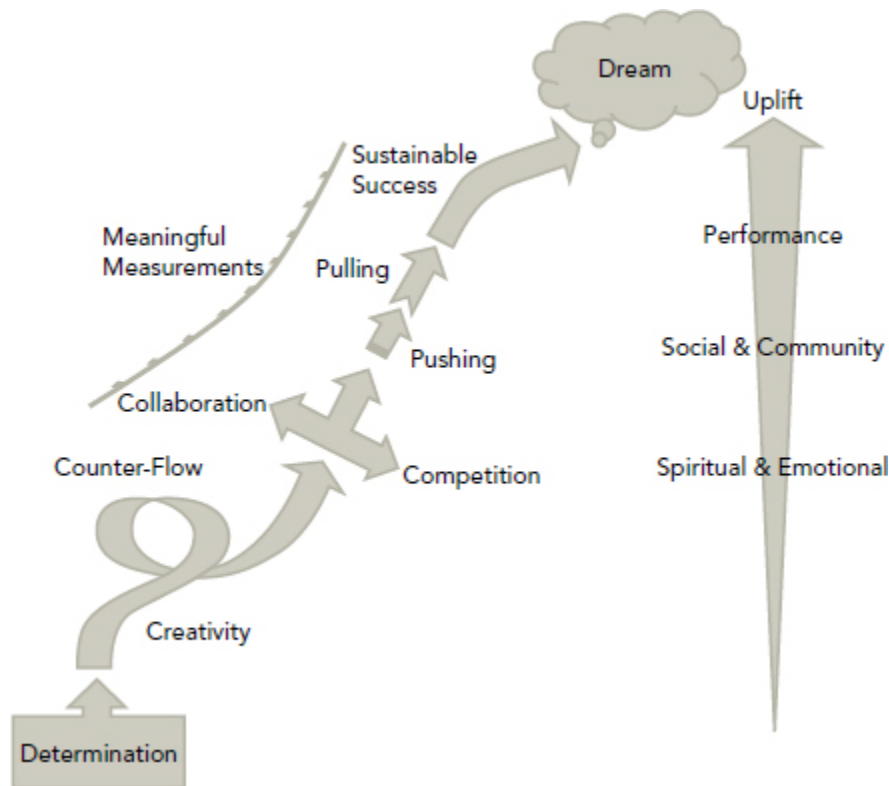 Dream
Uplift
Sustainable
Success
Meaningful
Measurements
Performance
Pulling
Social & Community
Pushing
Collaboration
Counter-Flow
Competition
Spiritual & Emotional
Creativity
Determination